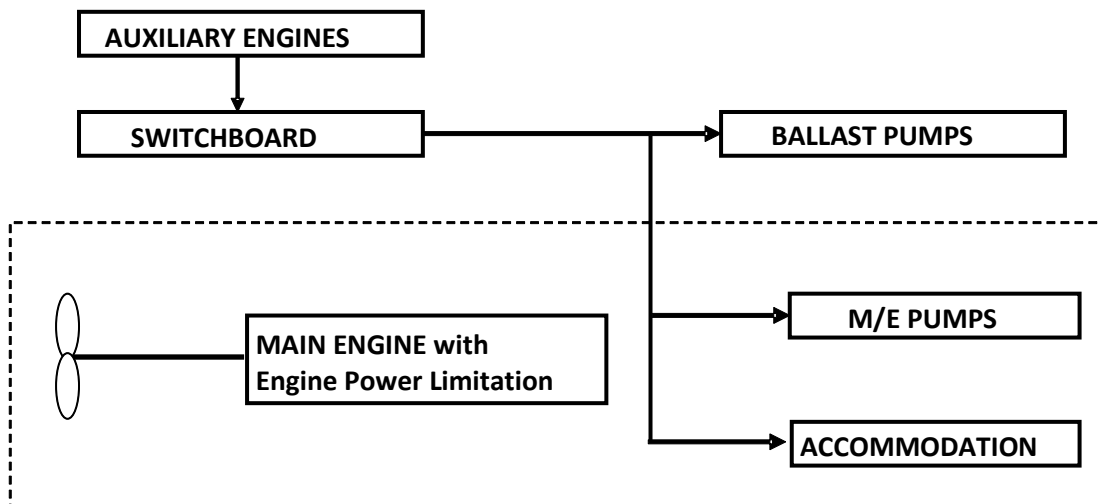 AUXILIARY ENGINES
SWITCHBOARD
BALLAST PUMPS
MAIN ENGINE with
Engine Power Limitation
M/E PUMPS
ACCOMMODATION